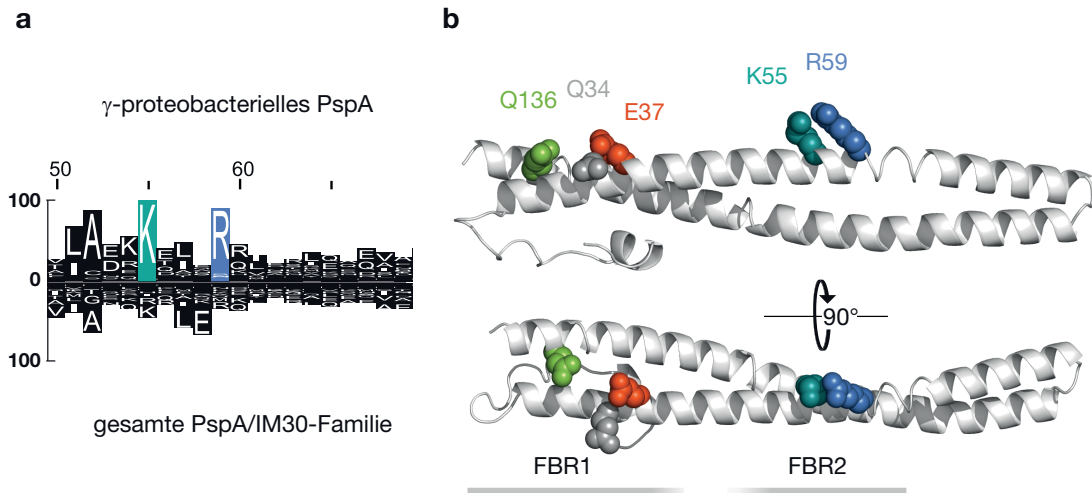 a
γ-proteobacterielles PspA
50
60
100
0
100
gesamte PspA/IM30-Familie
b
Q136
Q34
E37
K55
R59
90°
FBR1
FBR2
L
A
K
K
R
E
L
R
A
K
L
E